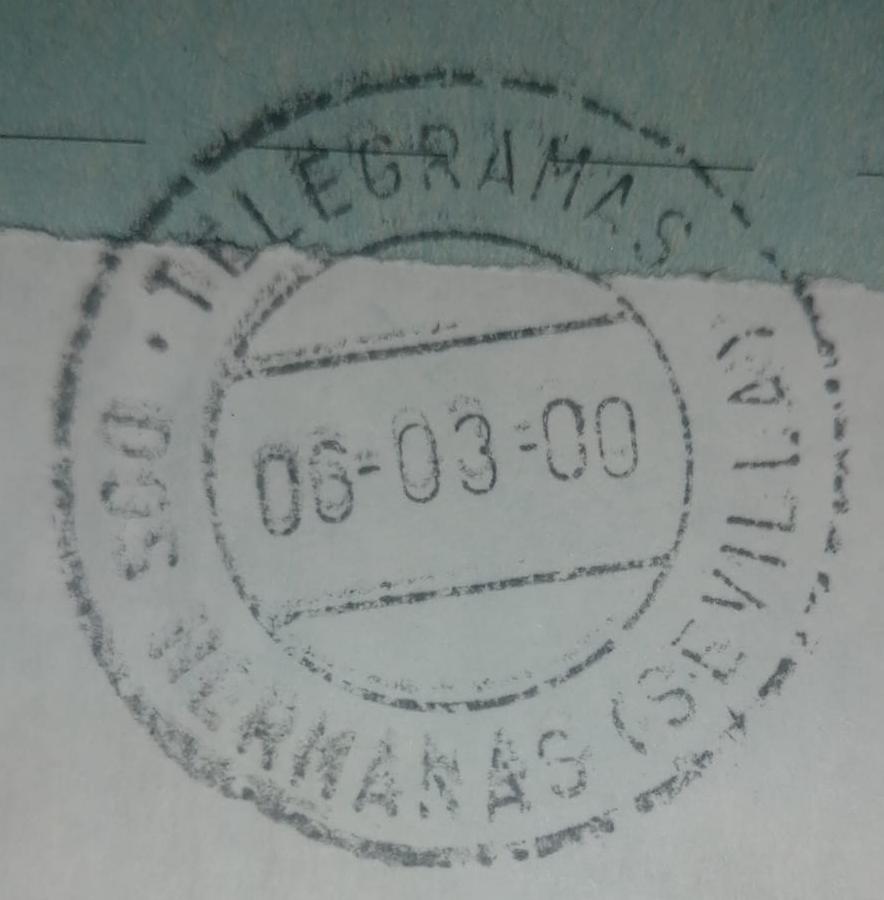 · TELEGRAMAS
06-03-00
DOS HERMANAS (SEVILLA)